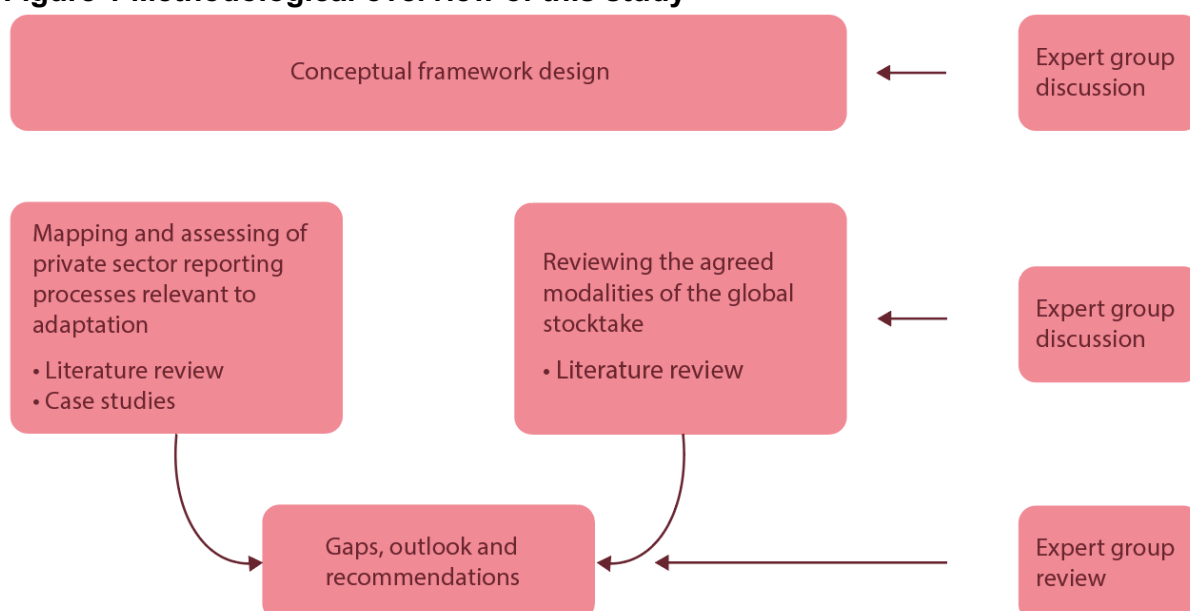 Conceptual framework design
Expert group
discussion
Mapping and assessing of
private sector reporting
processes relevant to
adaptation
• Literature review
• Case studies
Reviewing the agreed
modalities of the global
stocktake
• Literature review
Expert group
discussion
Gaps, outlook and
recommendations
Expert group
review